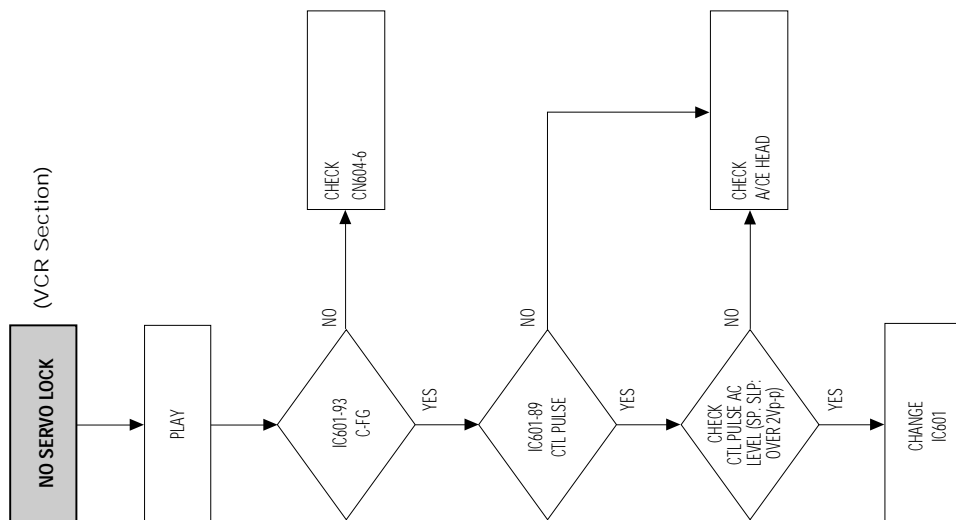 (VCR Section)
NO SERVO LOCK
PLAY
IC601-93
C-FG
NO
CHECK
CN604-6
YES
IC601-89
CTL PULSE
NO
YES
CHECK
CTL PULSE AC
LEVEL (SP. SLP:
OVER 2Vp-p)
NO
CHECK
A/CE HEAD
YES
CHANGE
IC601